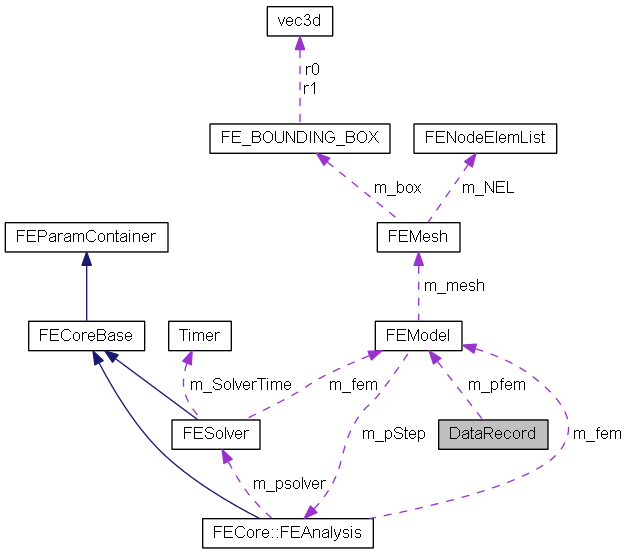 vec3d
r0
r1
FE_BOUNDING_BOX
FENodeElemList
m_box
m_NEL
FEParamContainer
FEMesh
m_mesh
FECoreBase
Timer
FEModel
m_SolverTime
m_fem
m_pfem
FESolver
m_pStep
DataRecord
m_fem
m_psolver
FECore::FEAnalysis